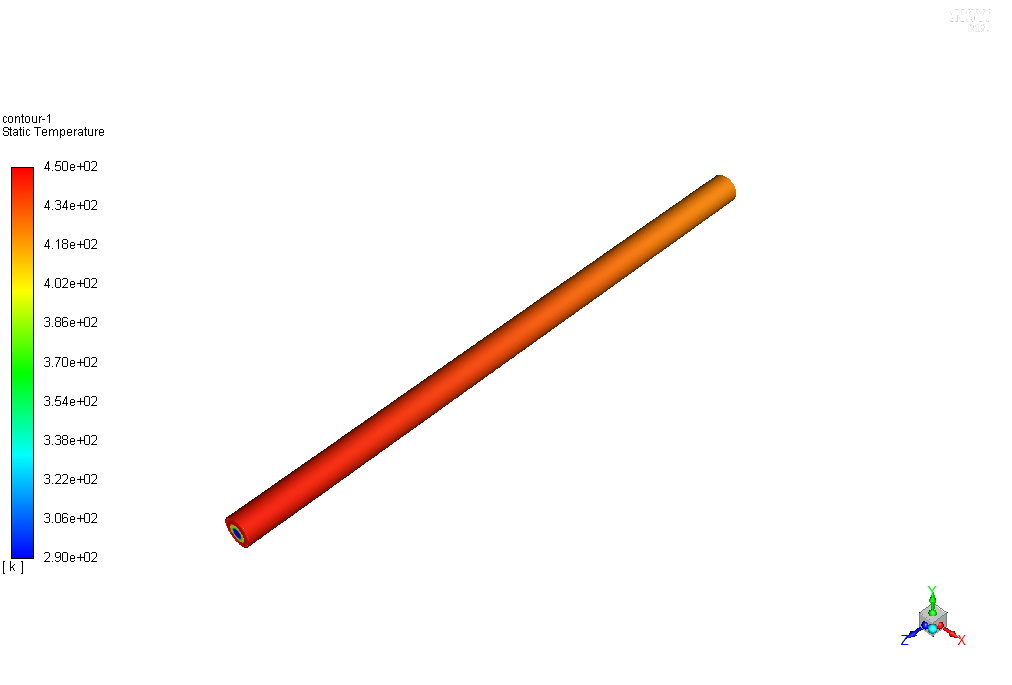 contour-1
Static Temperature
4.50e+02
4.34e+02
4.18e+02
4.02e+02
3.86e+02
3.70e+02
3.54e+02
3.38e+02
3.22e+02
3.06e+02
2.90e+02
[ k ]
Y
Z
X